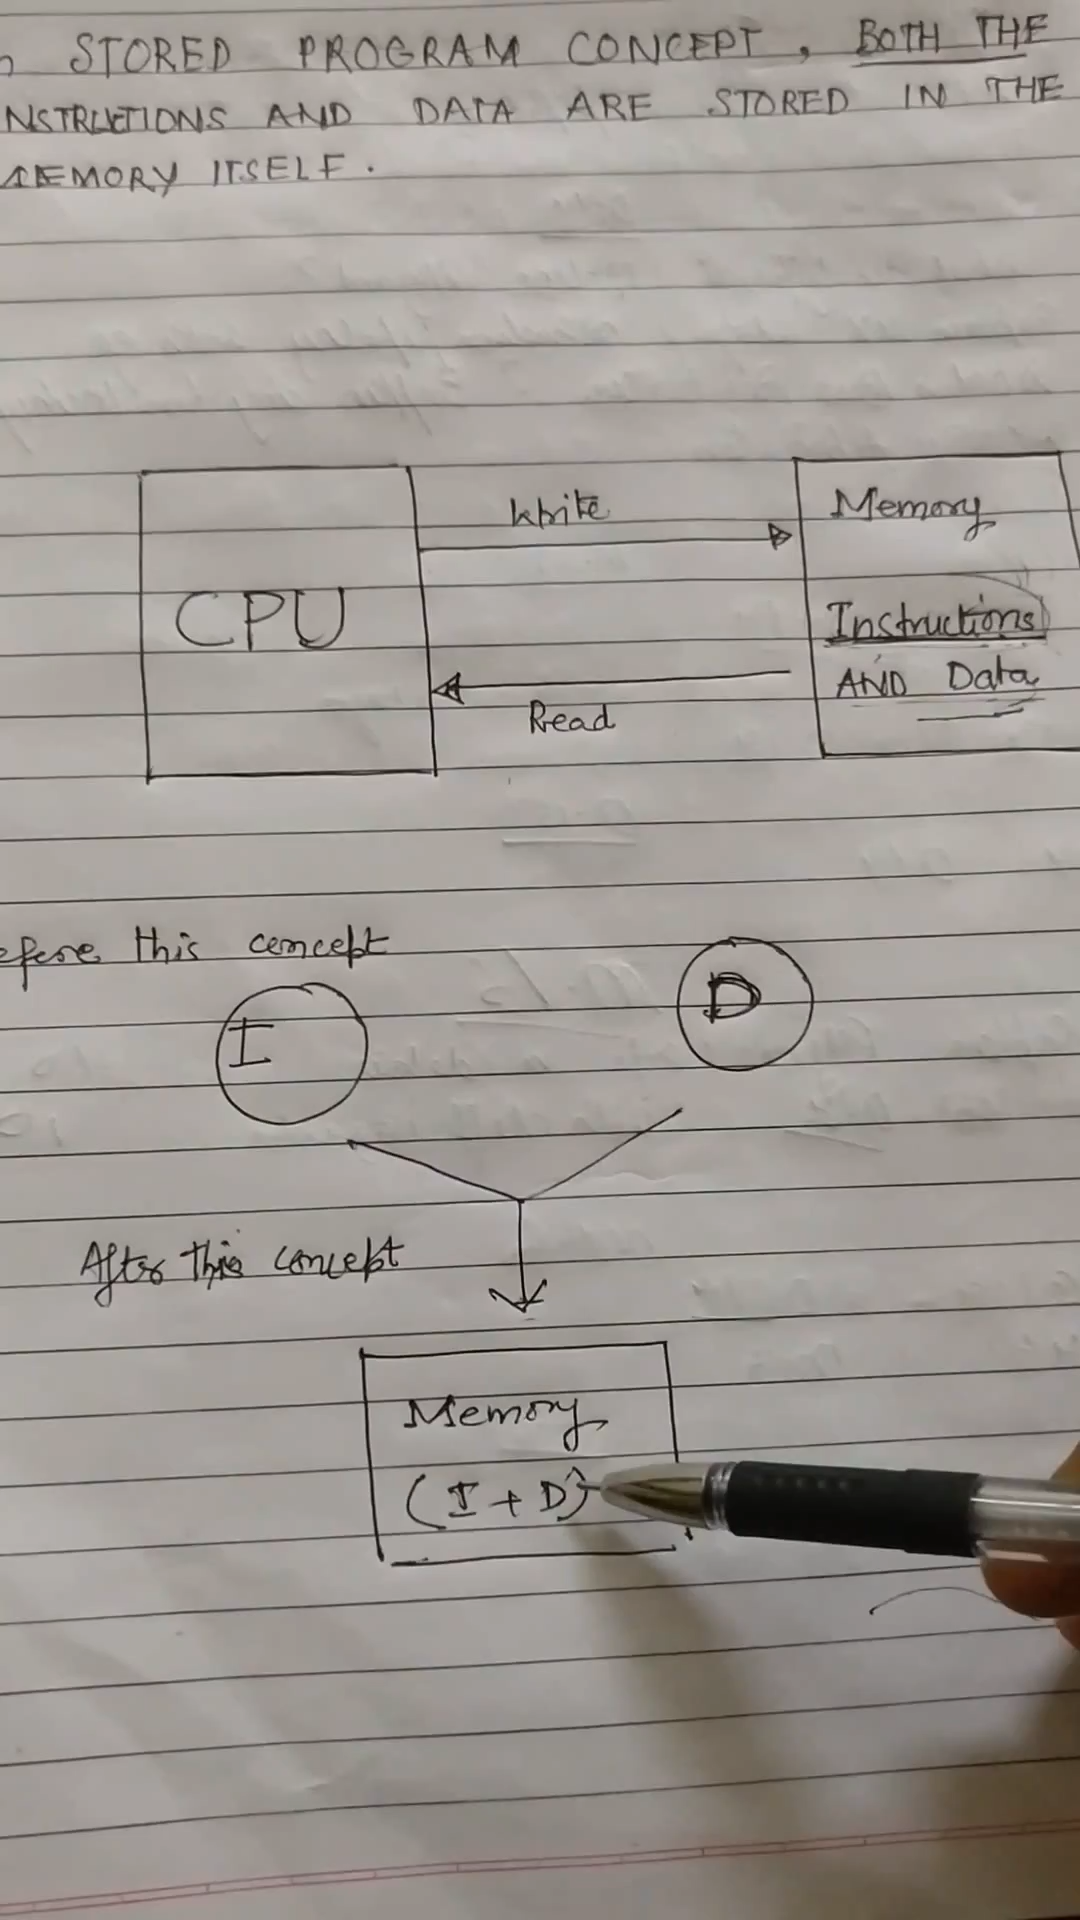 STORED PROGRAM CONCEPT, BOTH THE
NSTRUCTIONS AND DATA ARE STORED IN THE
MEMORY ITSELF.
Write
Memory
CPU
Instructions
AND Data
Read
efore this concept
I
D
After this concept
Memory
(I + D)